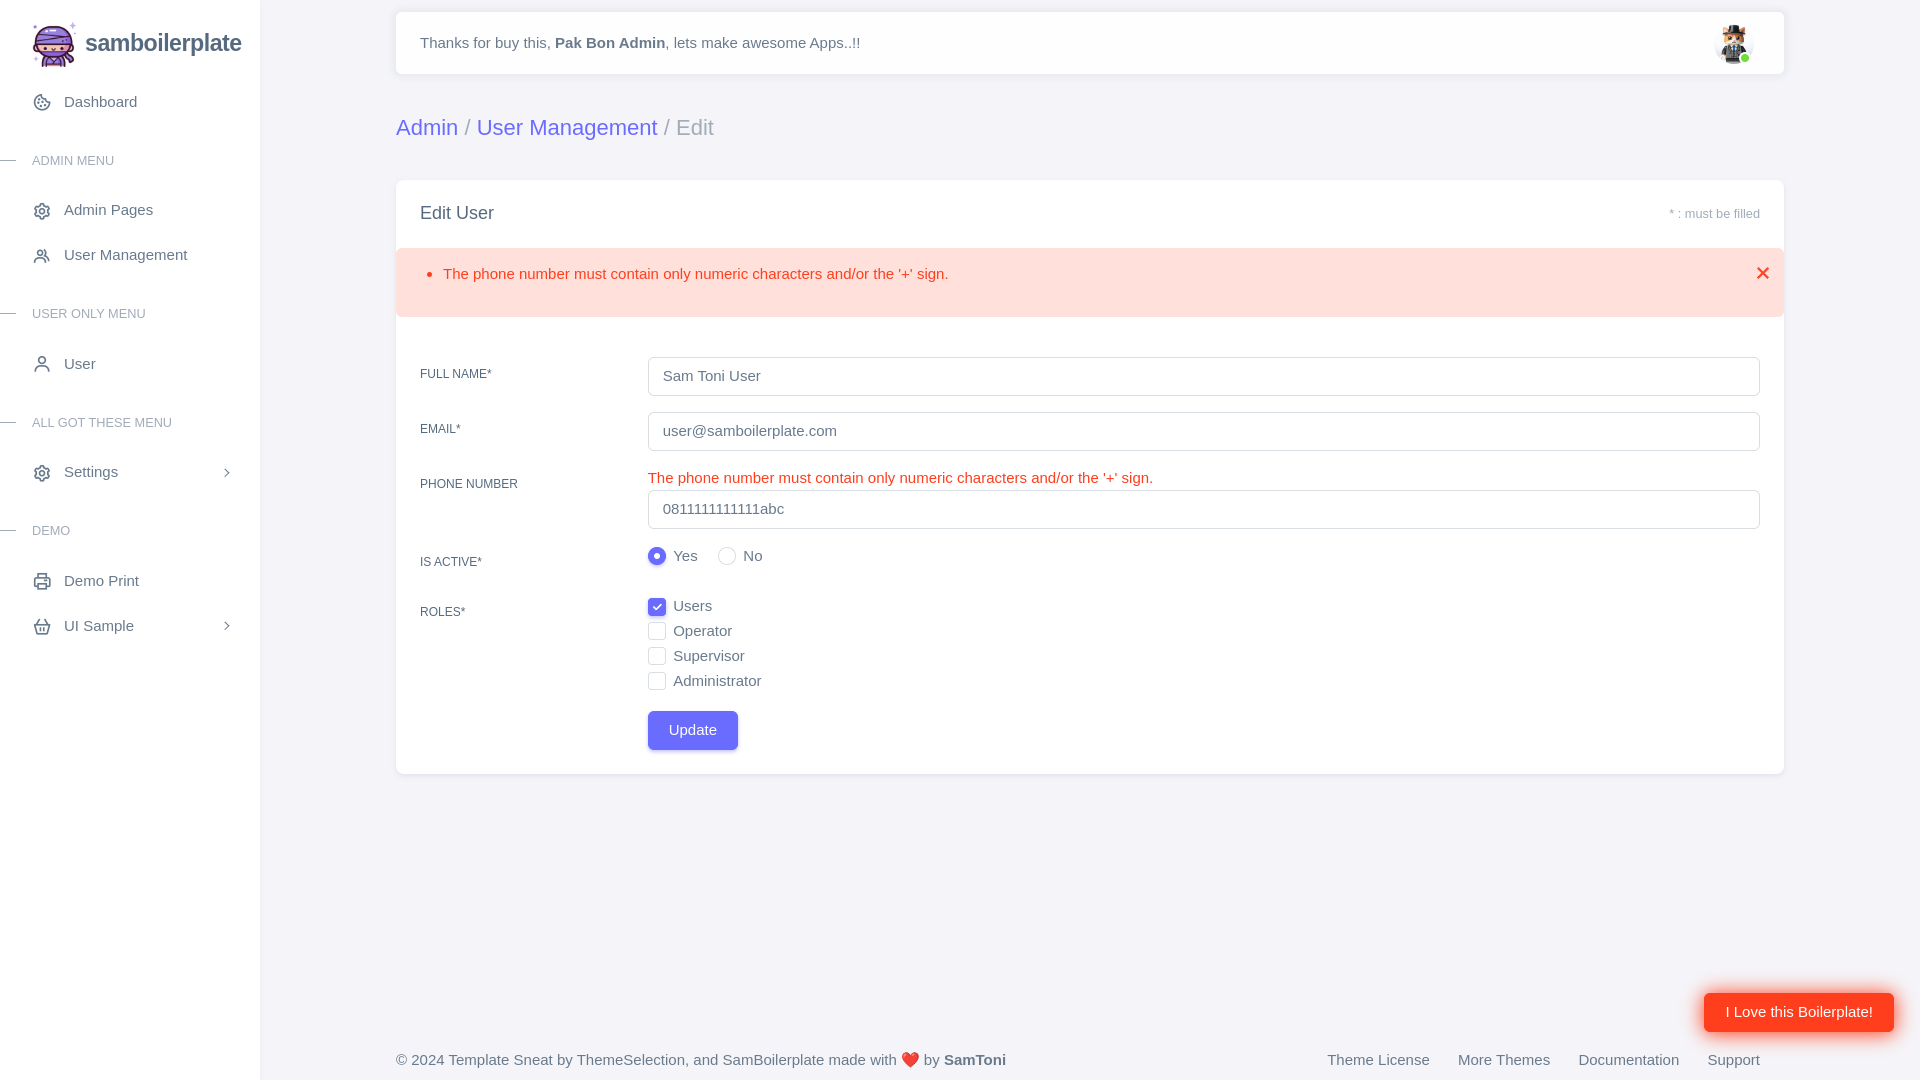 samboilerplate
Dashboard
ADMIN MENU
Admin Pages
User Management
USER ONLY MENU
User
ALL GOT THESE MENU
Settings
DEMO
Demo Print
UI Sample
Thanks for buy this, Pak Bon Admin, lets make awesome Apps..!!
Admin / User Management / Edit
Edit User
* : must be filled
The phone number must contain only numeric characters and/or the '+' sign.
FULL NAME*
Sam Toni User
EMAIL*
user@samboilerplate.com
PHONE NUMBER
The phone number must contain only numeric characters and/or the '+' sign.
0811111111111abc
IS ACTIVE*
Yes No
ROLES*
Users
Operator
Supervisor
Administrator
Update
I Love this Boilerplate!
© 2024 Template Sneat by ThemeSelection, and SamBoilerplate made with ❤️ by SamToni
Theme License More Themes Documentation Support